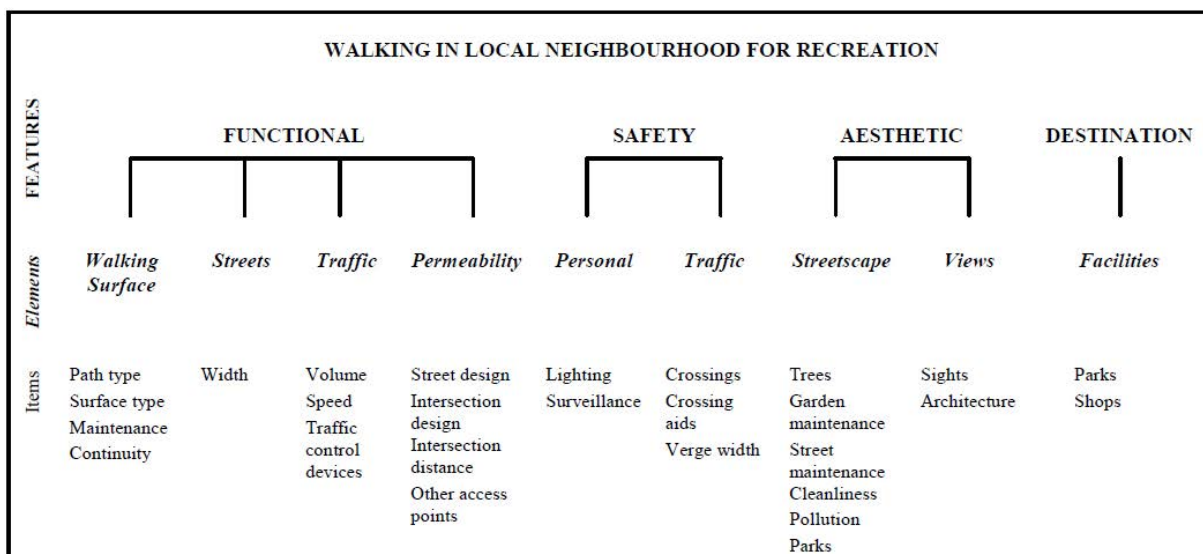 WALKING IN LOCAL NEIGHBOURHOOD FOR RECREATION
FEATURES
FUNCTIONAL
SAFETY
AESTHETIC
DESTINATION
Elements
Walking
Surface
Streets
Traffic
Permeability
Personal
Traffic
Streetscape
Views
Facilities
Items
Path type
Surface type
Maintenance
Continuity
Width
Volume
Speed
Traffic
control
devices
Street design
Intersection
design
Intersection
distance
Other access
points
Lighting
Surveillance
Crossings
Crossing
aids
Verge width
Trees
Garden
maintenance
Street
maintenance
Cleanliness
Pollution
Parks
Sights
Architecture
Parks
Shops